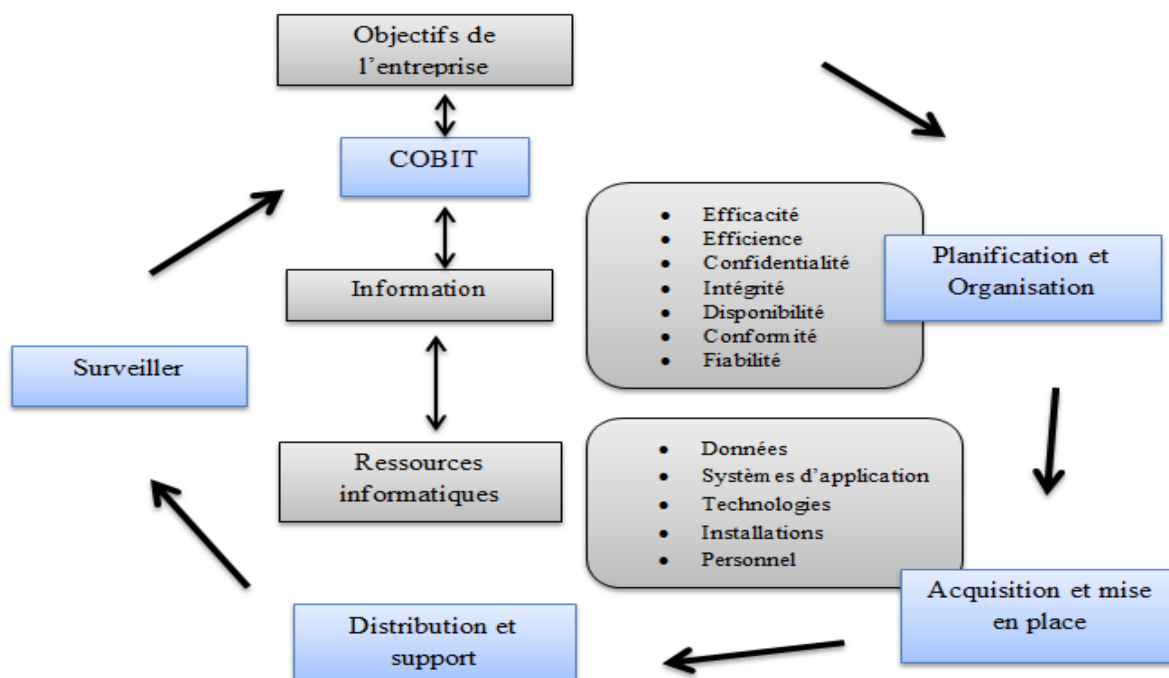 Objectifs de
l'entreprise
COBIT
• Efficacité
• Efficience
• Confidentialité
• Intégrité
• Disponibilité
• Conformité
• Fiabilité
Planification et
Organisation
Information
Surveiller
Ressources
informatiques
• Données
• Systèmes d'application
• Technologies
• Installations
• Personnel
Acquisition et mise
en place
Distribution et
support